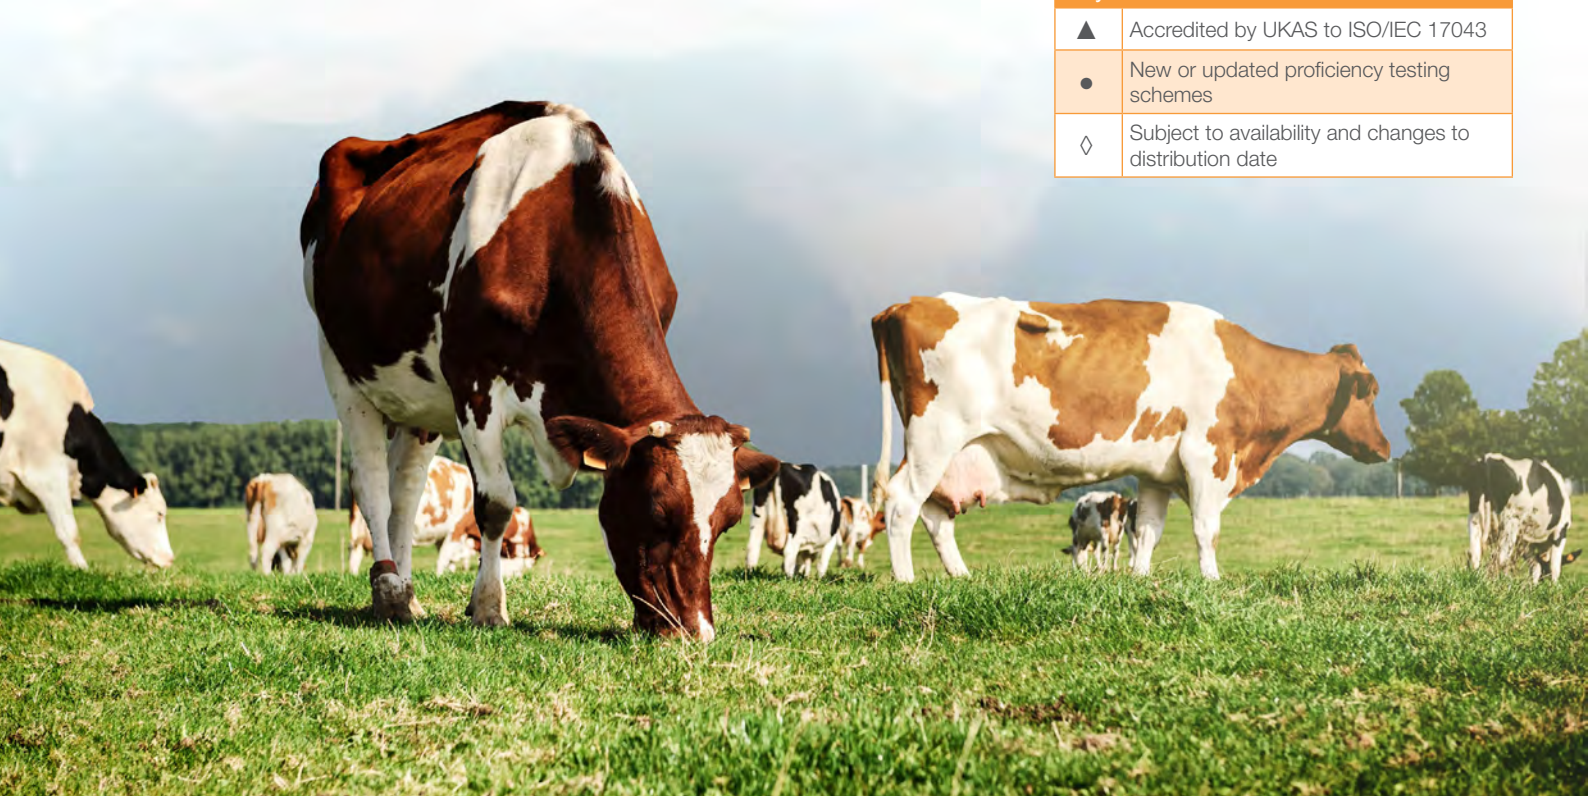 ▲ Accredited by UKAS to ISO/IEC 17043
● New or updated proficiency testing
schemes
◊ Subject to availability and changes to
distribution date